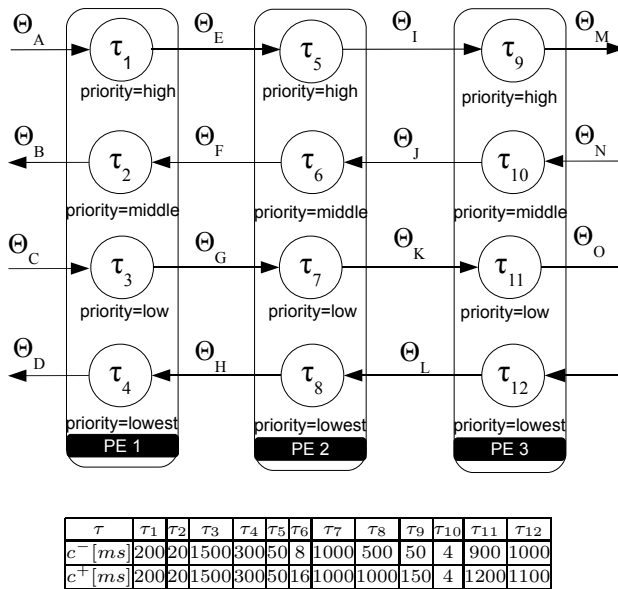 Θ_A τ_1 Θ_E τ_5 Θ_I τ_9 Θ_M
priority=high priority=high priority=high
Θ_B τ_2 Θ_F τ_6 Θ_J τ_10 Θ_N
priority=middle priority=middle priority=middle
Θ_C τ_3 Θ_G τ_7 Θ_K τ_11 Θ_O
priority=low priority=low priority=low
Θ_D τ_4 Θ_H τ_8 Θ_L τ_12
priority=lowest priority=lowest priority=lowest
PE 1 PE 2 PE 3
τ τ_1 τ_2 τ_3 τ_4 τ_5 τ_6 τ_7 τ_8 τ_9 τ_10 τ_11 τ_12
c^-[ms] 200 20 1500 300 50 8 1000 500 50 4 900 1000
c^+[ms] 200 20 1500 300 50 16 1000 1000 150 4 1200 1100